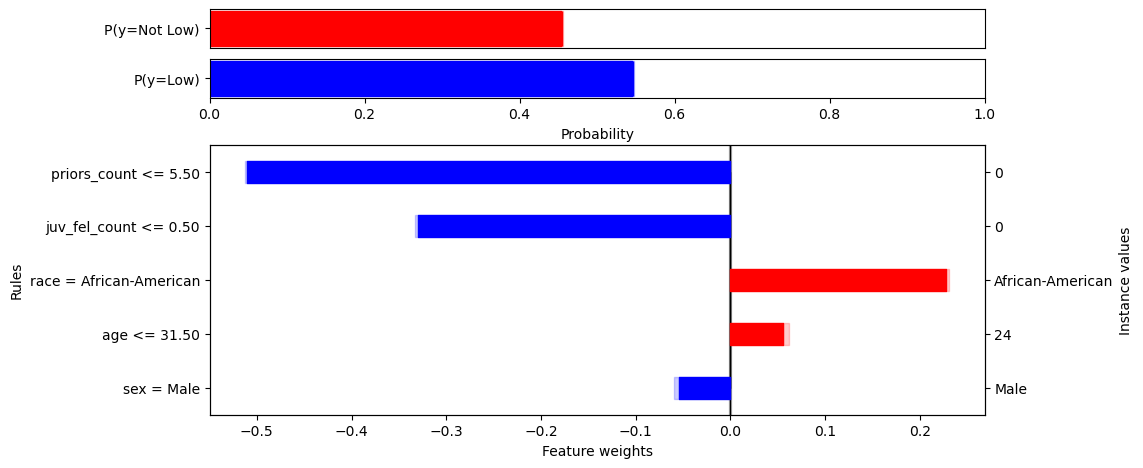 P(y=Not Low)
P(y=Low)
0.0 0.2 0.4 0.6 0.8 1.0
Probability
Rules
priors_count <= 5.50 0
juv_fel_count <= 0.50 0
race = African-American African-American
age <= 31.50 24
sex = Male Male
Instance values
−0.5 −0.4 −0.3 −0.2 −0.1 0.0 0.1 0.2
Feature weights